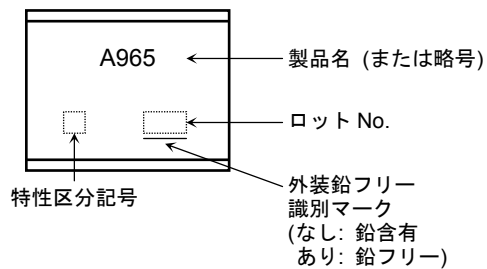 A965
製品名 (または略号)
ロット No.
特性区分記号
外装鉛フリー
識別マーク
(なし: 鉛含有
あり: 鉛フリー)